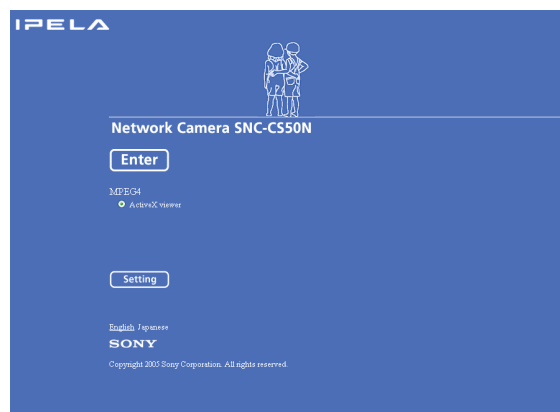 IPELA
Network Camera SNC-CS50N
Enter
MPEG4
ActiveX viewer
Setting
English Japanese
SONY
Copyright 2005 Sony Corporation. All rights reserved.